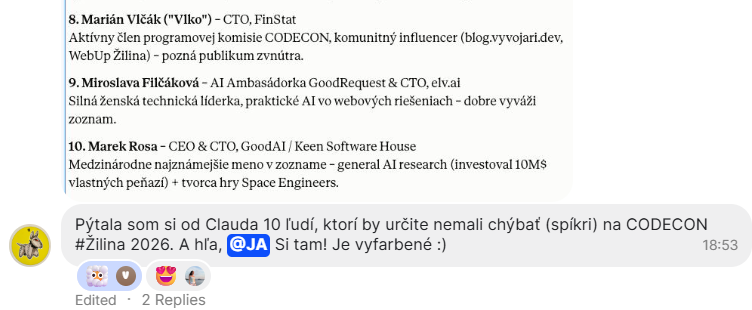 8. Marián Vlčák ("Vlko") – CTO, FinStat
Aktívny člen programovej komisie CODECON, komunitný influencer (blog.vyvojari.dev,
WebUp Žilina) – pozná publikum zvnútra.
9. Miroslava Filčáková – AI Ambasádorka GoodRequest & CTO, elv.ai
Silná ženská technická líderka, praktické AI vo webových riešeniach – dobre vyváži
zoznam.
10. Marek Rosa – CEO & CTO, GoodAI / Keen Software House
Medzinárodne najznámejšie meno v zozname – general AI research (investoval 10M$
vlastných peňazí) + tvorca hry Space Engineers.
Pýtala som si od Clauda 10 ľudí, ktorí by určite nemali chýbať (spíkri) na CODECON
#Žilina 2026. A hľa, @JA Si tam! Je vyfarbené :)
18:53
Edited · 2 Replies